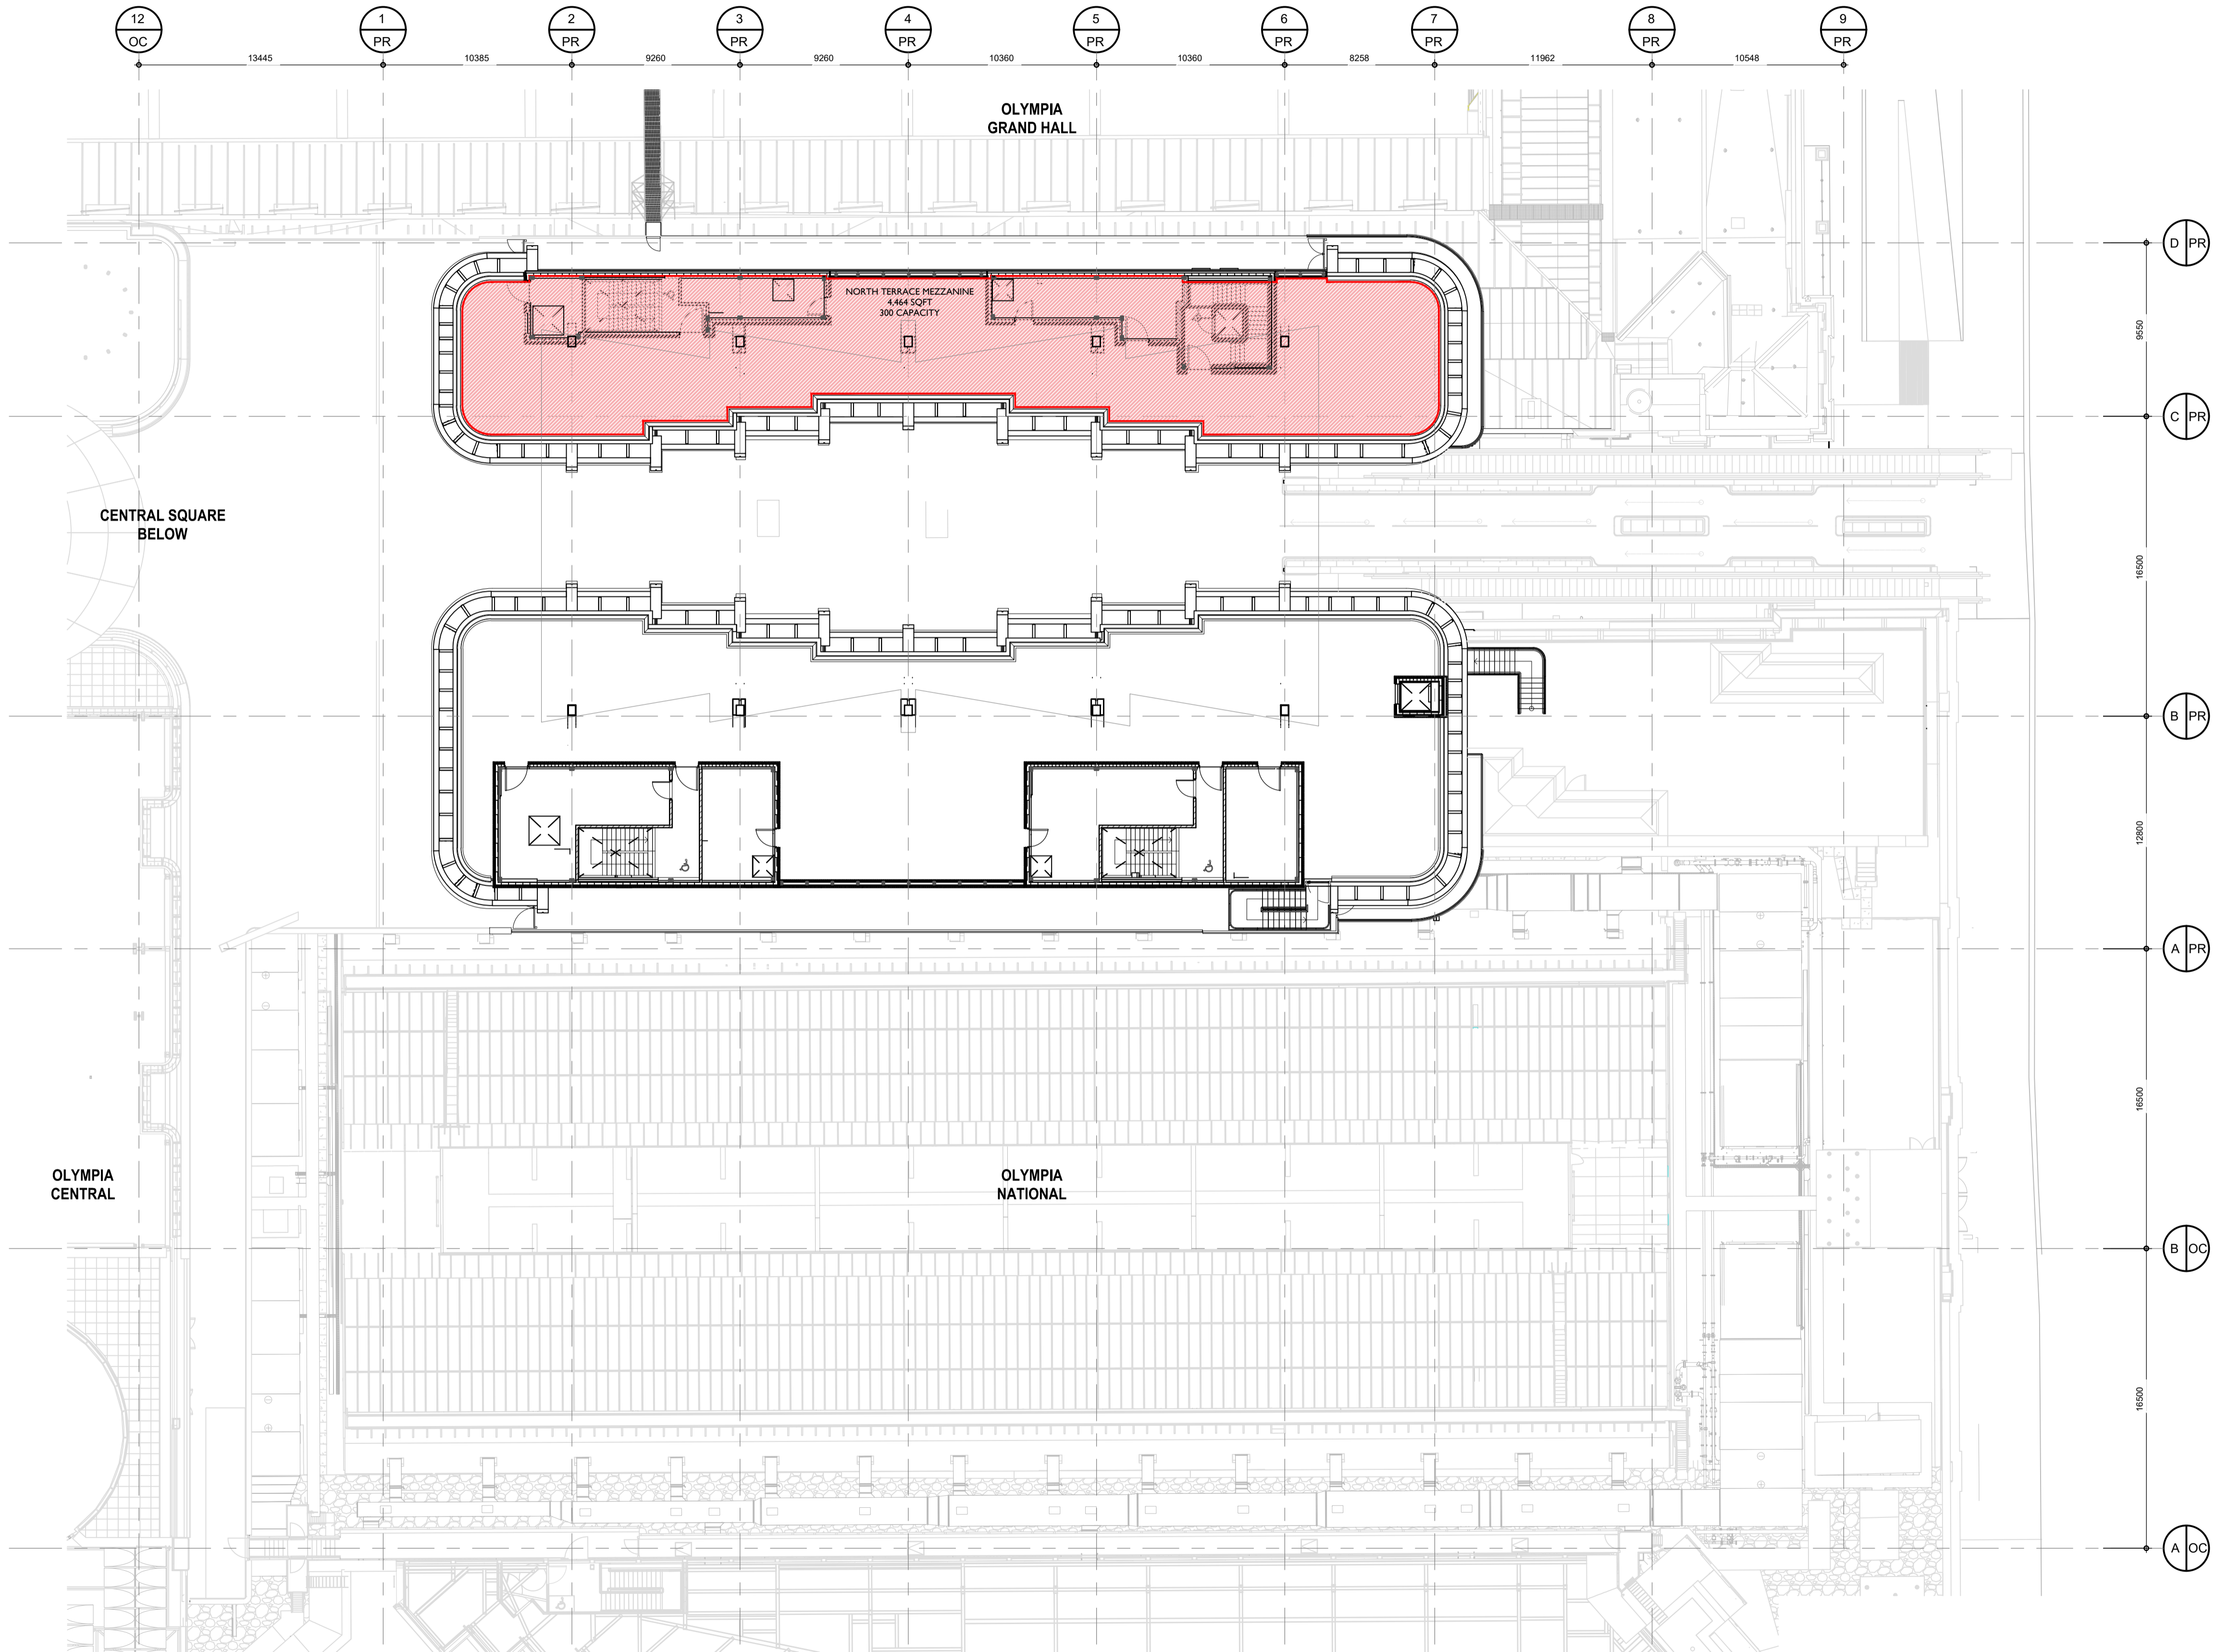 12
OC
1
PR
2
PR
3
PR
4
PR
5
PR
6
PR
7
PR
8
PR
9
PR
13445
10385
9260
9260
10360
10360
8258
11962
10548
OLYMPIA
GRAND HALL
D PR
NORTH TERRACE MEZZANINE
4,464 SQFT
300 CAPACITY
9550
C PR
CENTRAL SQUARE
BELOW
16500
B PR
12800
A PR
16500
OLYMPIA
CENTRAL
OLYMPIA
NATIONAL
B OC
16500
A OC